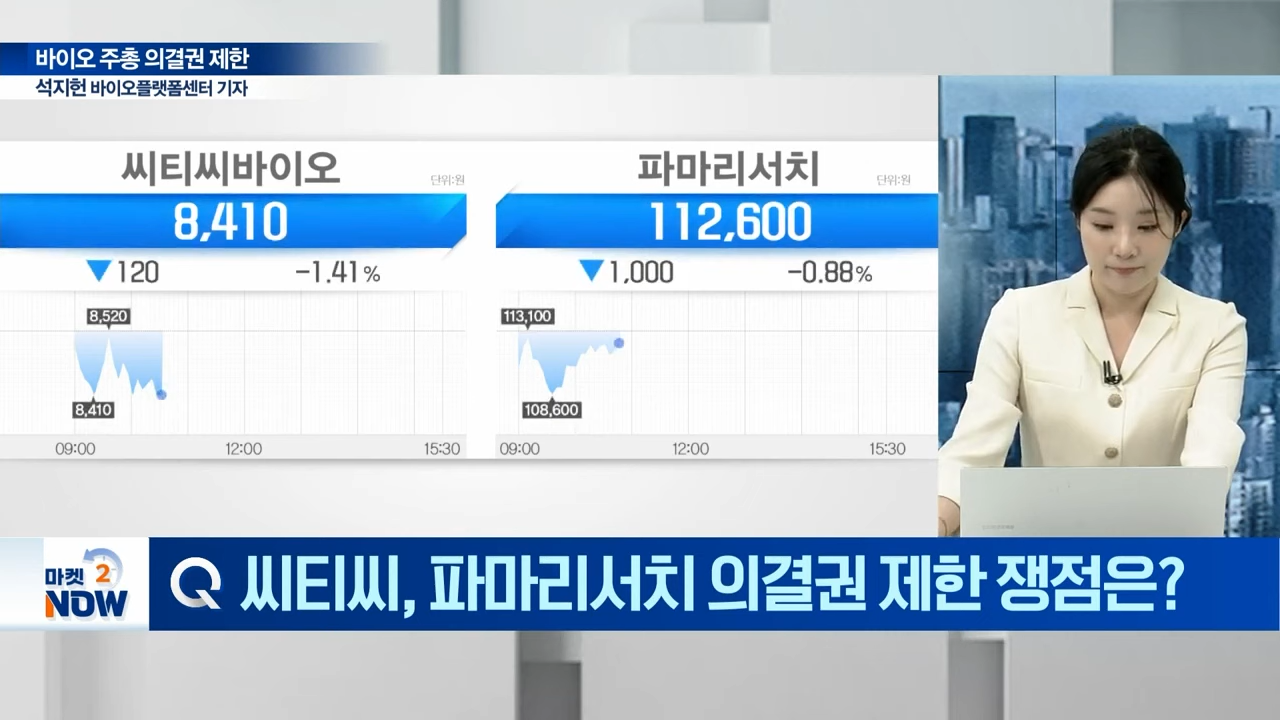 바이오 주총 의결권 제한
석지헌 바이오플랫폼센터 기자
씨티씨바이오
단위:원
8,410
▼120 -1.41%
8,520
8,410
09:00 12:00 15:30
파마리서치
단위:원
112,600
▼1,000 -0.88%
113,100
108,600
09:00 12:00 15:30
마켓 2
NOW
Q 씨티씨, 파마리서치 의결권 제한 쟁점은?